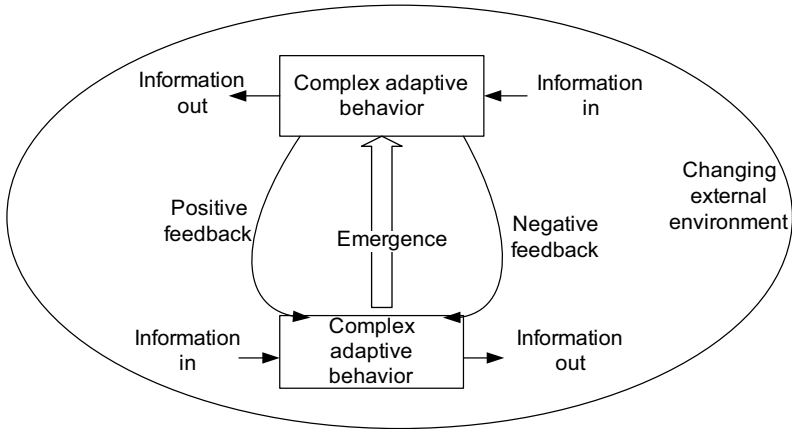 Information
out
Complex adaptive
behavior
Information
in
Changing
external
environment
Positive
feedback
Emergence
Negative
feedback
Information
in
Complex
adaptive
behavior
Information
out